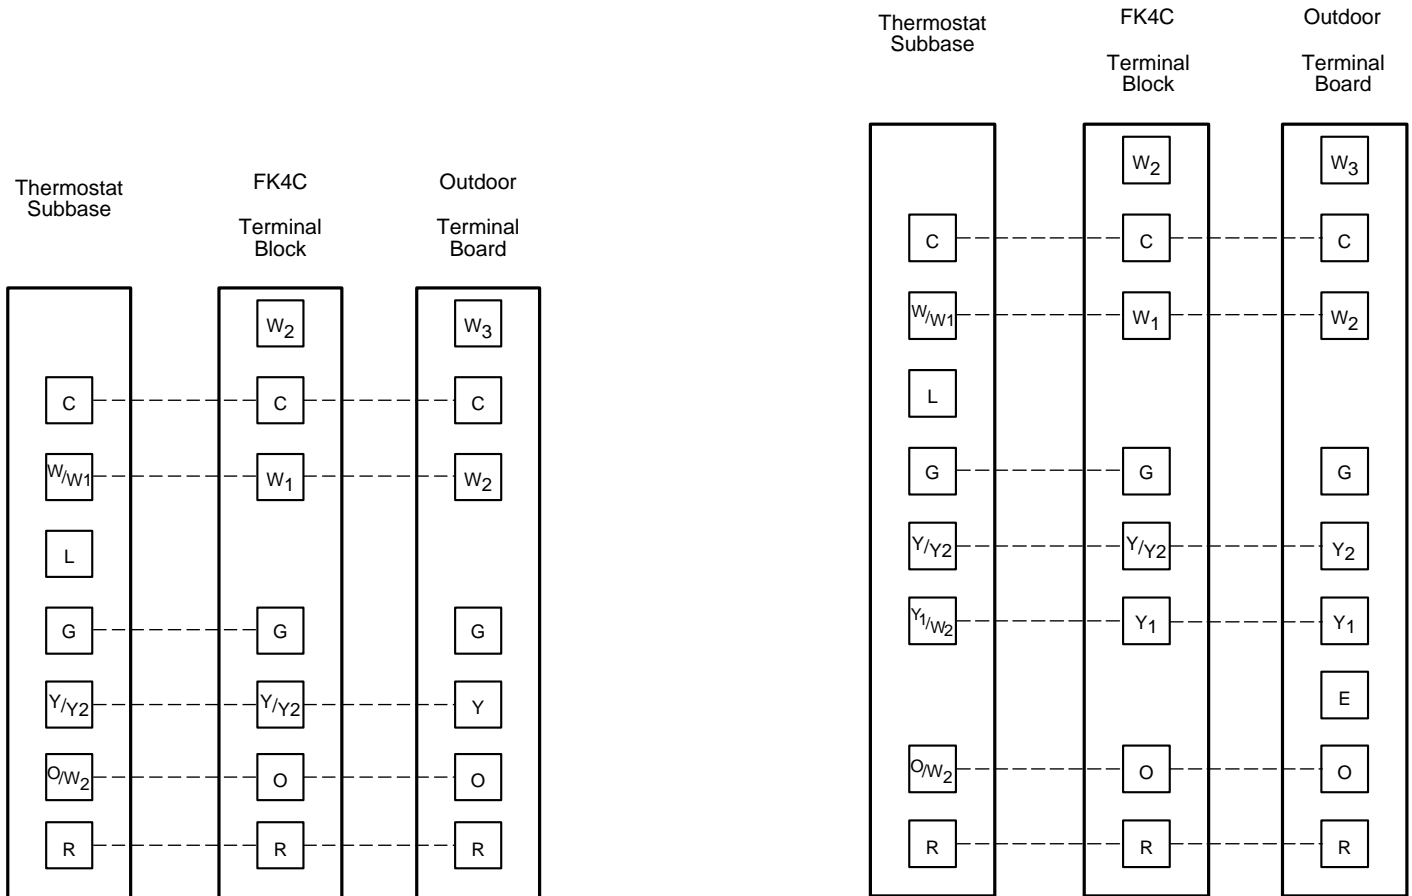 Thermostat
Subbase
FK4C
Terminal
Block
Outdoor
Terminal
Board
W2 W3
C C C
W/W1 W1 W2
L
G G G
Y/Y2 Y/Y2 Y
O/W2 O O
R R R
Thermostat
Subbase
FK4C
Terminal
Block
Outdoor
Terminal
Board
W2 W3
C C C
W/W1 W1 W2
L
G G G
Y/Y2 Y/Y2 Y2
Y1/W2 Y1 Y1
E
O/W2 O O
R R R